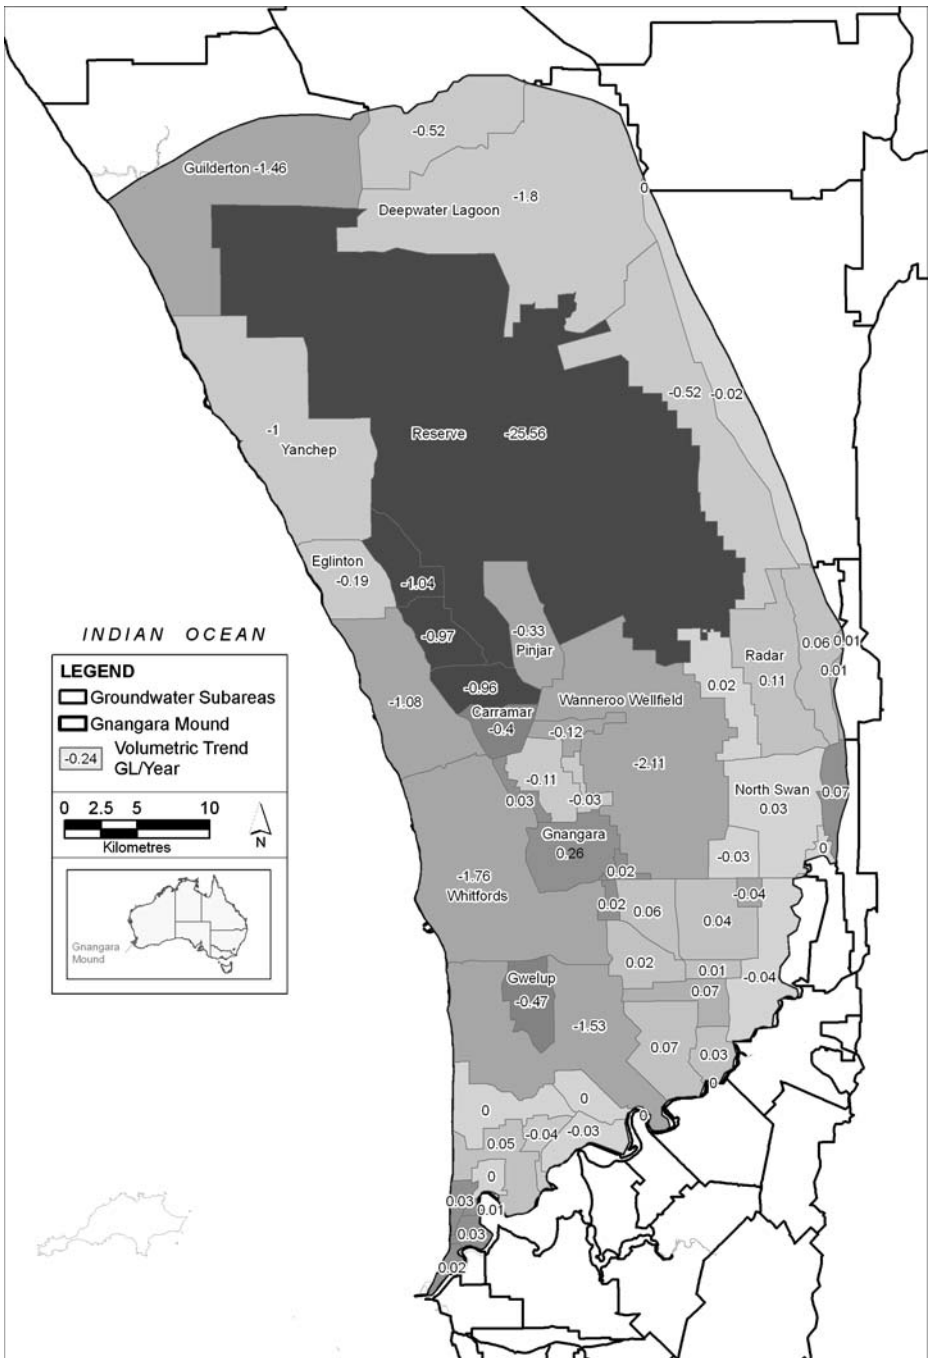 -0.52
Guilderton -1.46
0
-1.8
Deepwater Lagoon
-0.52
-0.02
-1
Yanchep
Reserve
-25.56
Eglinton
-0.19
-1.04
-0.97
-0.33
Pinjar
0.06
0.01
Radar
0.11
0.01
0.02
-0.96
Wanneroo Wellfield
-1.08
Carramar
-0.4
-0.12
-2.11
-0.11
-0.03
0.03
North Swan
0.03
0.07
Gnangara
0.26
0.02
-0.03
0
-1.76
Whitfords
0.02
0.06
-0.04
0.04
0.02
0.01
-0.04
0.07
Gwelup
-0.47
-1.53
0.07
0.03
0
0
0
0
0.05
-0.04
-0.03
0
0.03
0.01
0.03
0.02
INDIAN OCEAN
LEGEND
Groundwater Subareas
Gnangara Mound
-0.24
Volumetric Trend
GL/Year
0 2.5 5 10
Kilometres
N
Gnangara
Mound